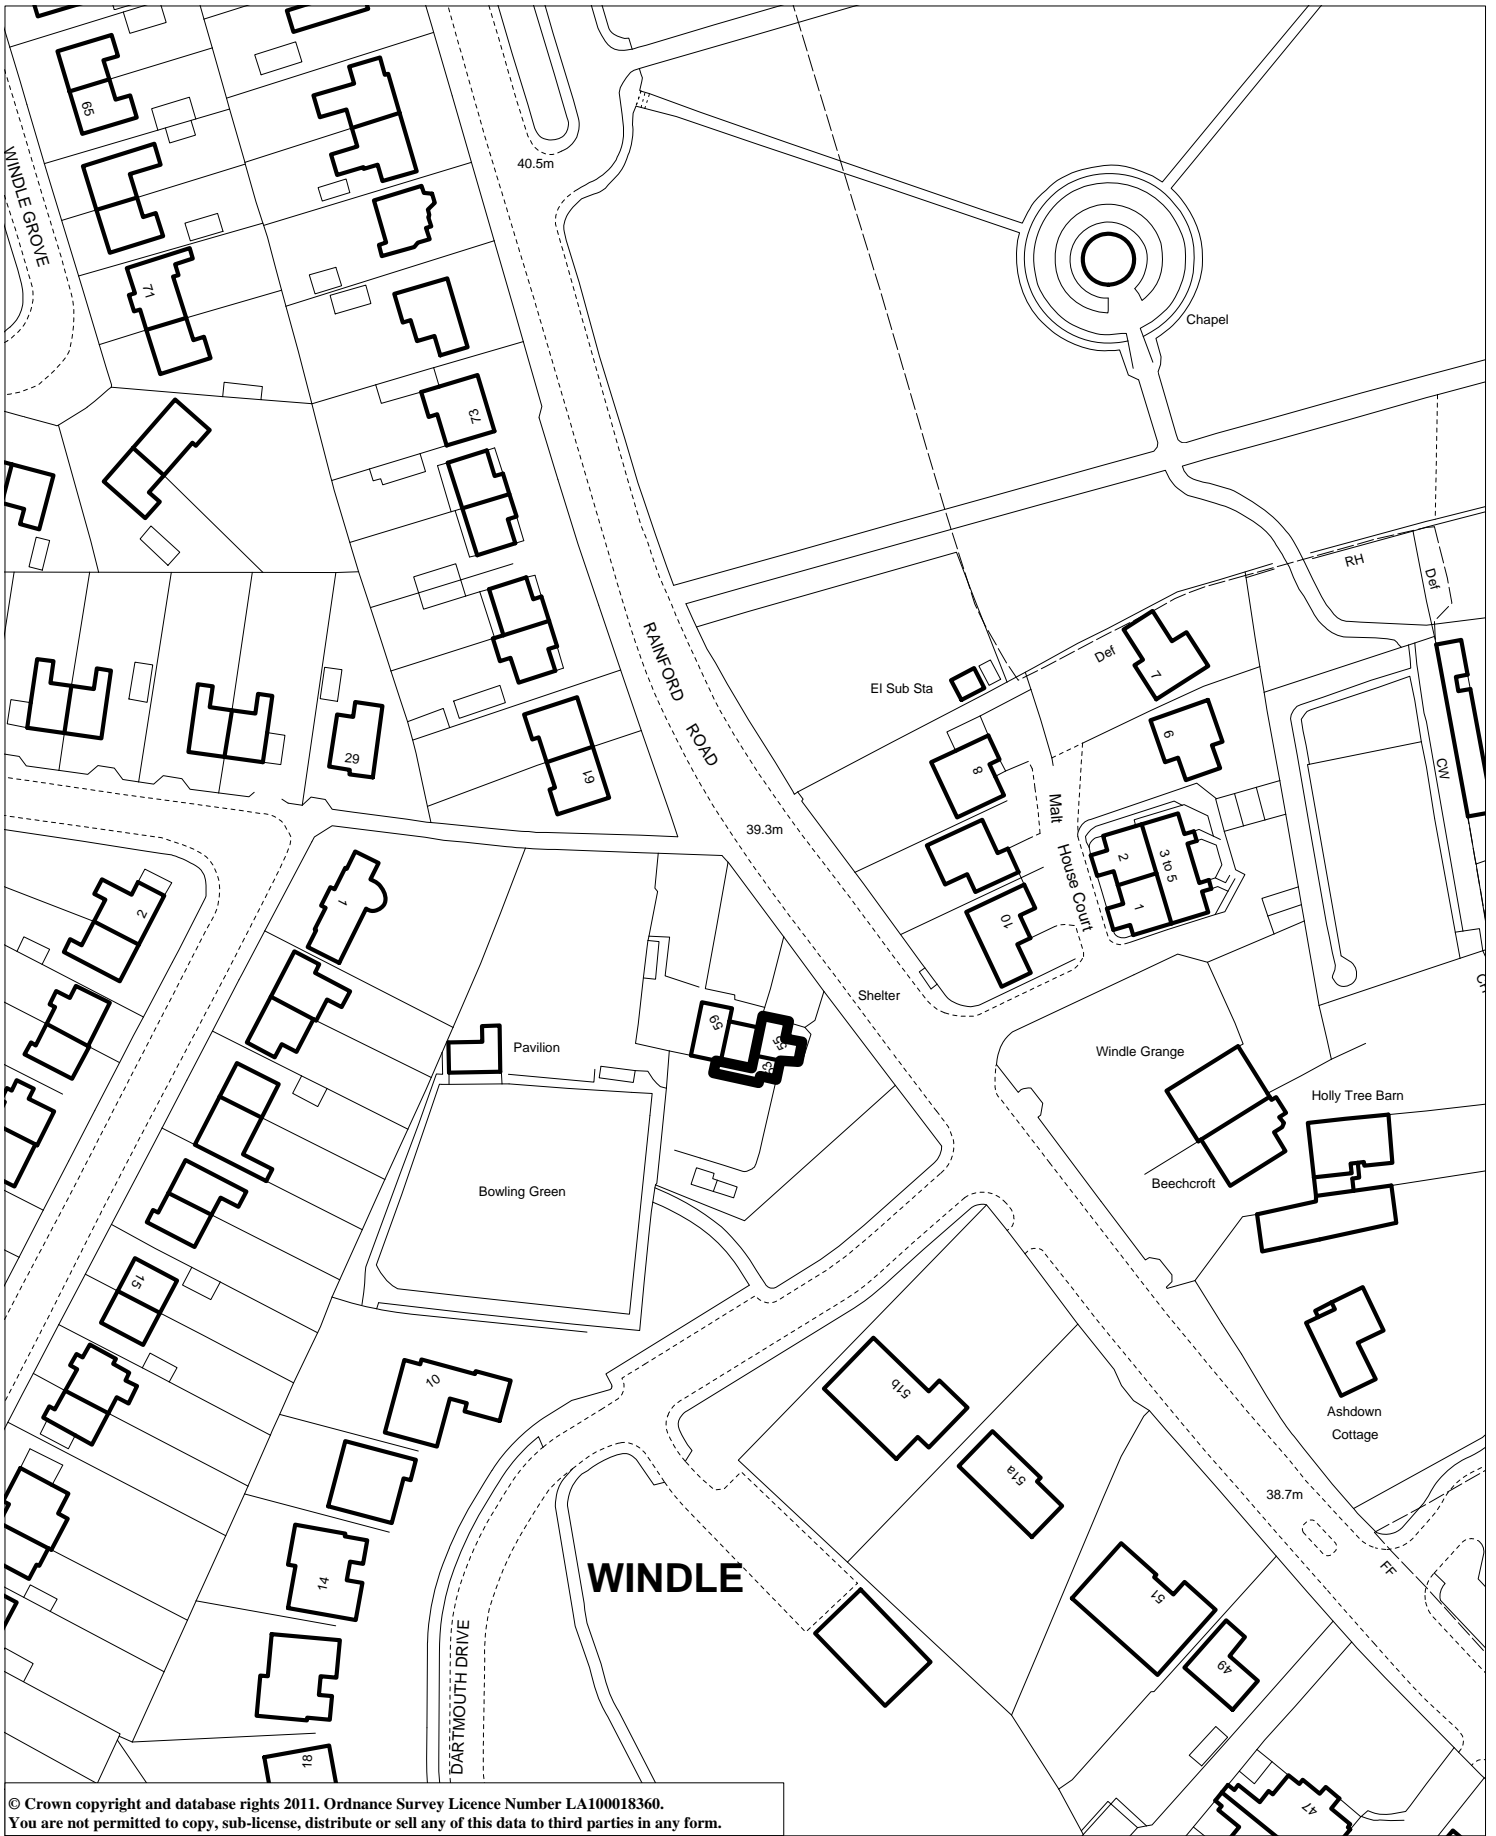 65
WINDLE GROVE
40.5m
71
Chapel
73
RH
Def
Def
RAINFORD ROAD
7
El Sub Sta
6
29
8
61
CW
Malt House Court
39.3m
2
3 to 5
1
2
1
10
Shelter
59
55
53
Pavilion
Windle Grange
Holly Tree Barn
Bowling Green
Beechcroft
15
10
51b
Ashdown
Cottage
51a
38.7m
14
WINDLE
FF
51
49
DARTMOUTH DRIVE
18
47
© Crown copyright and database rights 2011. Ordnance Survey Licence Number LA100018360.
You are not permitted to copy, sub-license, distribute or sell any of this data to third parties in any form.